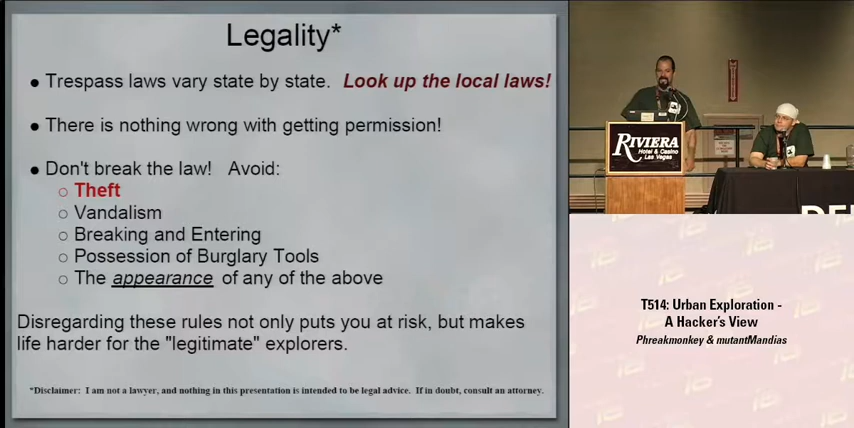 Legality*
● Trespass laws vary state by state. Look up the local laws!
● There is nothing wrong with getting permission!
● Don't break the law! Avoid:
○ Theft
○ Vandalism
○ Breaking and Entering
○ Possession of Burglary Tools
○ The appearance of any of the above
Disregarding these rules not only puts you at risk, but makes
life harder for the "legitimate" explorers.
*Disclaimer: I am not a lawyer, and nothing in this presentation is intended to be legal advice. If in doubt, consult an attorney.
RIVIERA
Hotel & Casino
Las Vegas
T514: Urban Exploration -
A Hacker's View
Phreakmonkey & mutantMandias